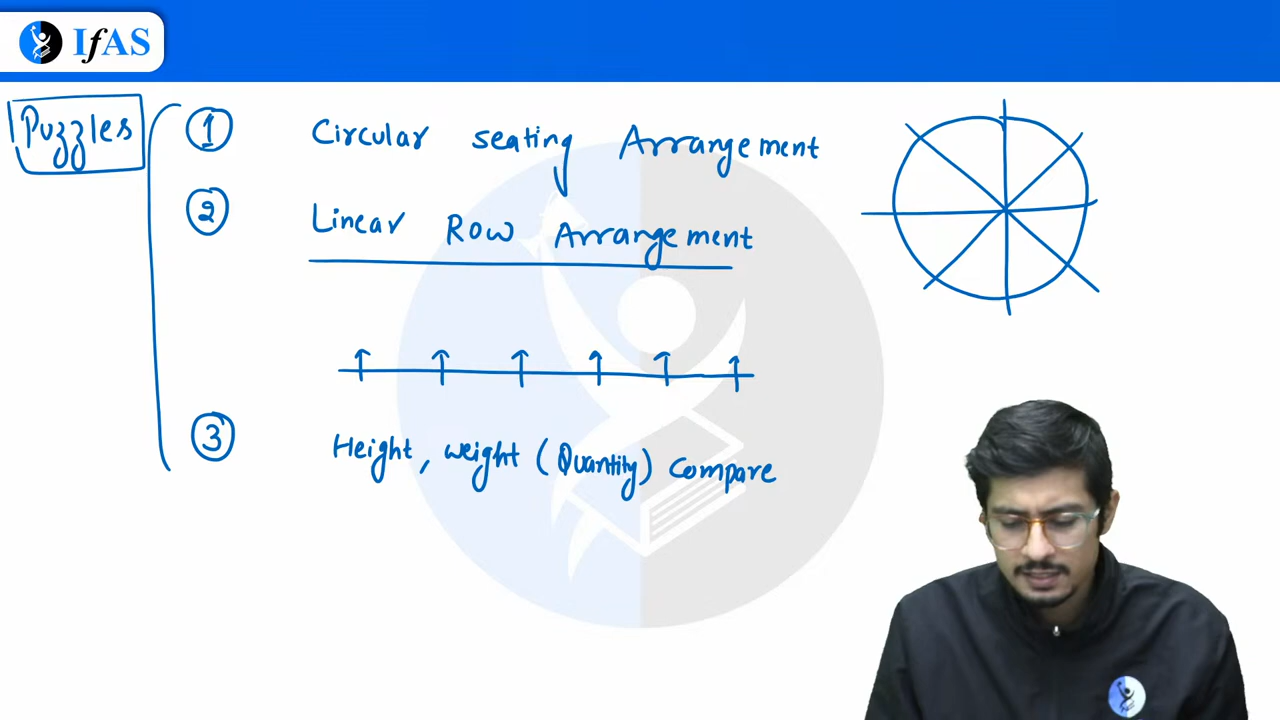 IfAS
Puzzles
1 Circular seating Arrangement
2 Linear Row Arrangement
3 Height, weight (Quantity) compare